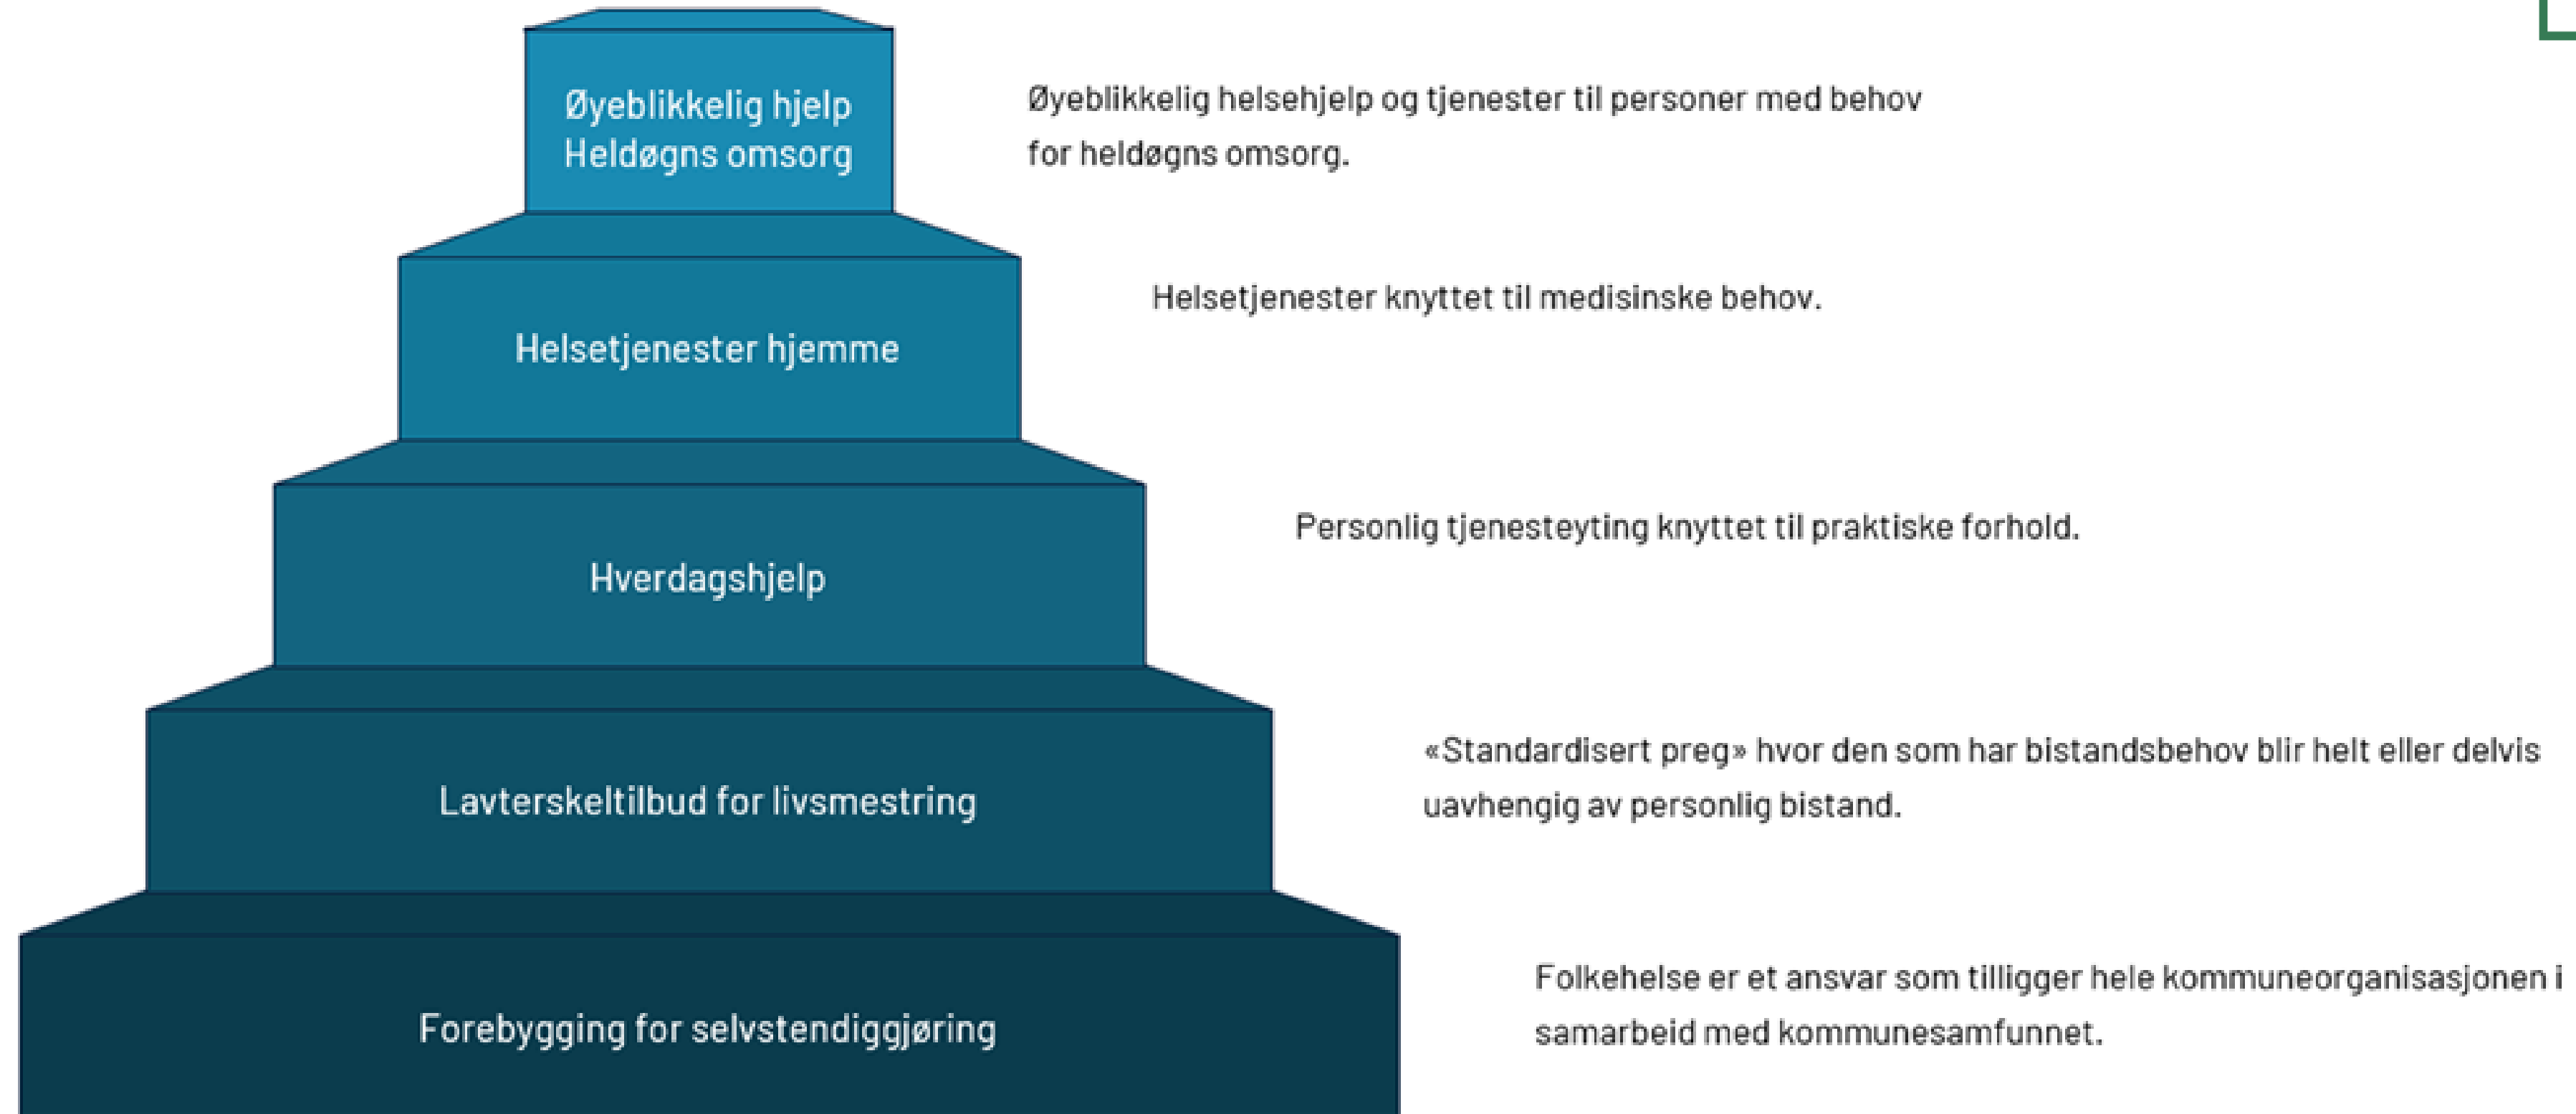 Øyeblikkelig hjelp
Heldøgns omsorg
Øyeblikkelig helsehjelp og tjenester til personer med behov
for heldøgns omsorg.
Helsetjenester hjemme
Helsetjenester knyttet til medisinske behov.
Hverdagshjelp
Personlig tjenesteyting knyttet til praktiske forhold.
Lavterskeltilbud for livsmestring
«Standardisert preg» hvor den som har bistandsbehov blir helt eller delvis
uavhengig av personlig bistand.
Forebygging for selvstendiggjøring
Folkehelse er et ansvar som tilligger hele kommuneorganisasjonen i
samarbeid med kommunesamfunnet.